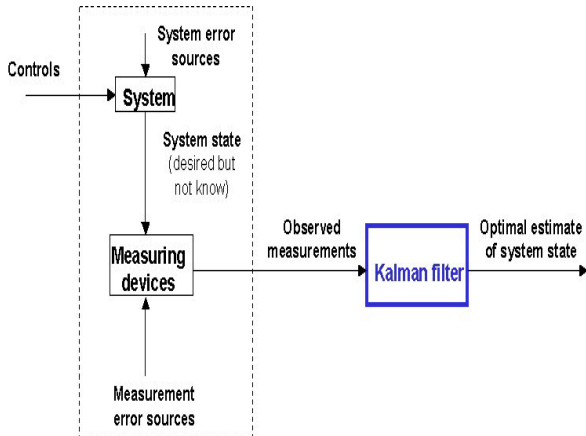 System error
sources
Controls
System
System state
(desired but
not know)
Observed
measurements
Optimal estimate
of system state
Measuring
devices
Kalman filter
Measurement
error sources